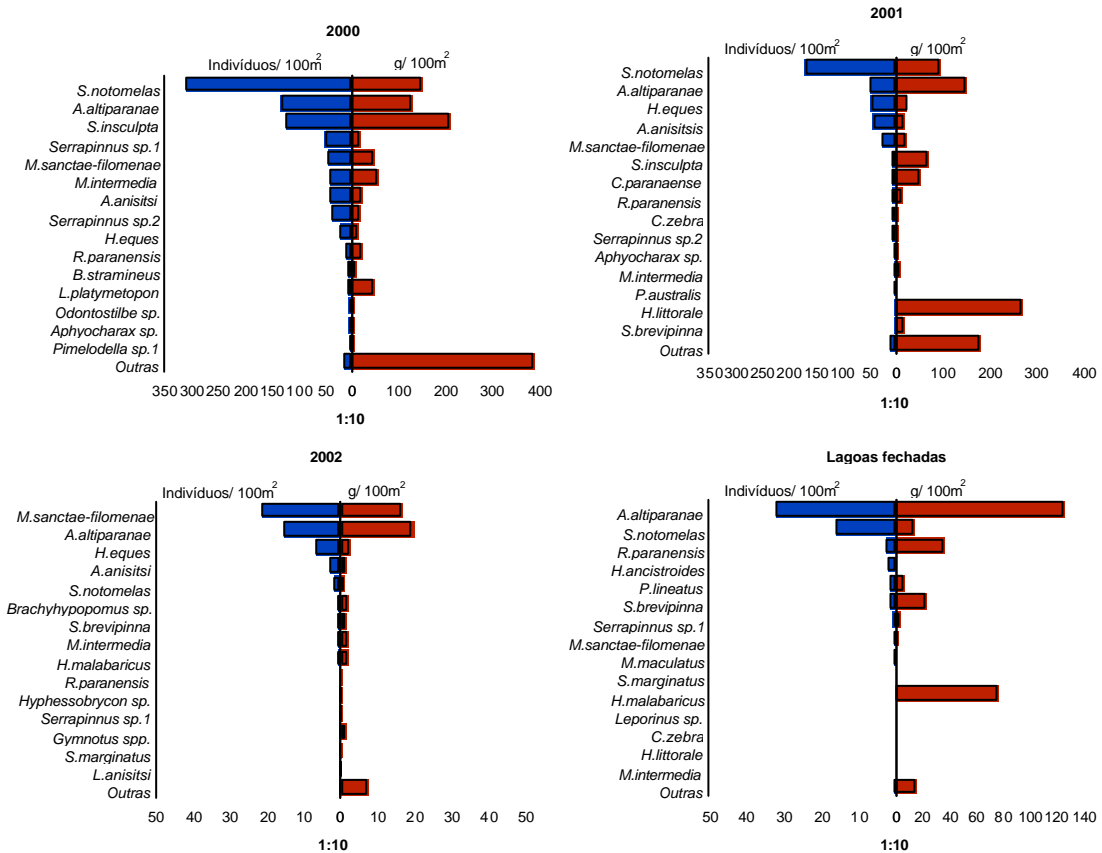 2000
Indivíduos/ 100m2 g/ 100m2
S.notomelas
A.altiparanae
S.insculpta
Serrapinnus sp.1
M.sanctae-filomenae
M.intermedia
A.anisitsi
Serrapinnus sp.2
H.eques
R.paranensis
B.stramineus
L.platymetopon
Odontostilbe sp.
Aphyocharax sp.
Pimelodella sp.1
Outras
350 300 250 200 150 100 50 0 100 200 300 400
1:10
2001
Indivíduos/ 100m2 g/ 100m2
S.notomelas
A.altiparanae
H.eques
A.anisitsis
M.sanctae-filomenae
S.insculpta
C.paranaense
R.paranensis
C.zebra
Serrapinnus sp.2
Aphyocharax sp.
M.intermedia
P.australis
H.littorale
S.brevipinna
Outras
350 300 250 200 150 100 50 0 100 200 300 400
1:10
2002
Indivíduos/ 100m2 g/ 100m2
M.sanctae-filomenae
A.altiparanae
H.eques
A.anisitsi
S.notomelas
Brachyhypopomus sp.
S.brevipinna
M.intermedia
H.malabaricus
R.paranensis
Hyphessobrycon sp.
Serrapinnus sp.1
Gymnotus spp.
S.marginatus
L.anisitsi
Outras
50 40 30 20 10 0 10 20 30 40 50
1:10
Lagoas fechadas
Indivíduos/ 100m2 g/ 100m2
A.altiparanae
S.notomelas
R.paranensis
H.ancistroides
P.lineatus
S.brevipinna
Serrapinnus sp.1
M.sanctae-filomenae
M.maculatus
S.marginatus
H.malabaricus
Leporinus sp.
C.zebra
H.littorale
M.intermedia
Outras
50 40 30 20 10 0 20 40 60 80 100 120 140
1:10